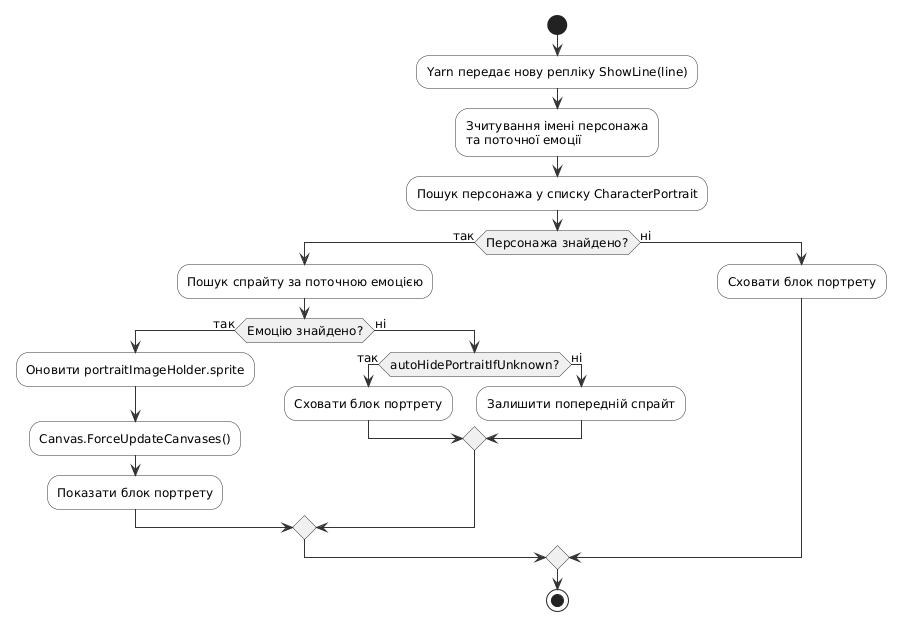 Yarn передає нову репліку ShowLine(line)
Зчитування імені персонажа
та поточної емоції
Пошук персонажа у списку CharacterPortrait
так
Персонажа знайдено?
ні
Пошук спрайту за поточною емоцією
Сховати блок портрету
так
Емоцію знайдено?
ні
Оновити portraitImageHolder.sprite
так
autoHidePortraitIfUnknown?
ні
Сховати блок портрету
Залишити попередній спрайт
Canvas.ForceUpdateCanvases()
Показати блок портрету